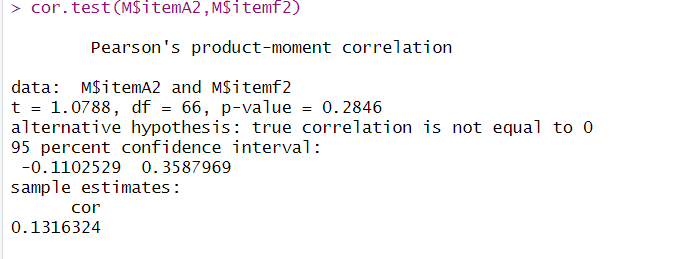 > cor.test(M$itemA2,M$itemf2)
Pearson's product-moment correlation
data:  M$itemA2 and M$itemf2
t = 1.0788, df = 66, p-value = 0.2846
alternative hypothesis: true correlation is not equal to 0
95 percent confidence interval:
 -0.1102529  0.3587969
sample estimates:
      cor
0.1316324